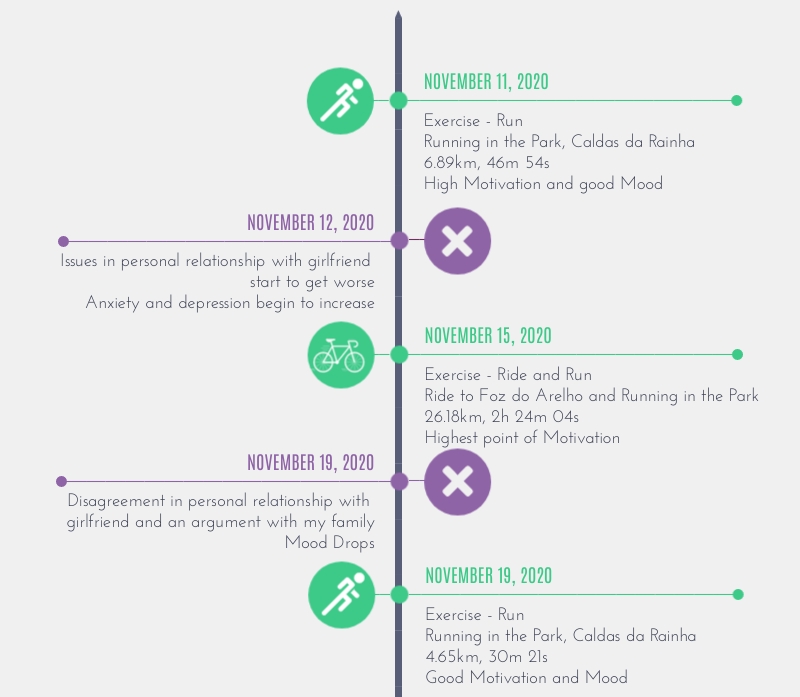 NOVEMBER 11, 2020
Exercise - Run
Running in the Park, Caldas da Rainha
6.89km, 46m 54s
High Motivation and good Mood
NOVEMBER 12, 2020
Issues in personal relationship with girlfriend
start to get worse
Anxiety and depression begin to increase
NOVEMBER 15, 2020
Exercise - Ride and Run
Ride to Foz do Arelho and Running in the Park
26.18km, 2h 24m 04s
Highest point of Motivation
NOVEMBER 19, 2020
Disagreement in personal relationship with
girlfriend and an argument with my family
Mood Drops
NOVEMBER 19, 2020
Exercise - Run
Running in the Park, Caldas da Rainha
4.65km, 30m 21s
Good Motivation and Mood